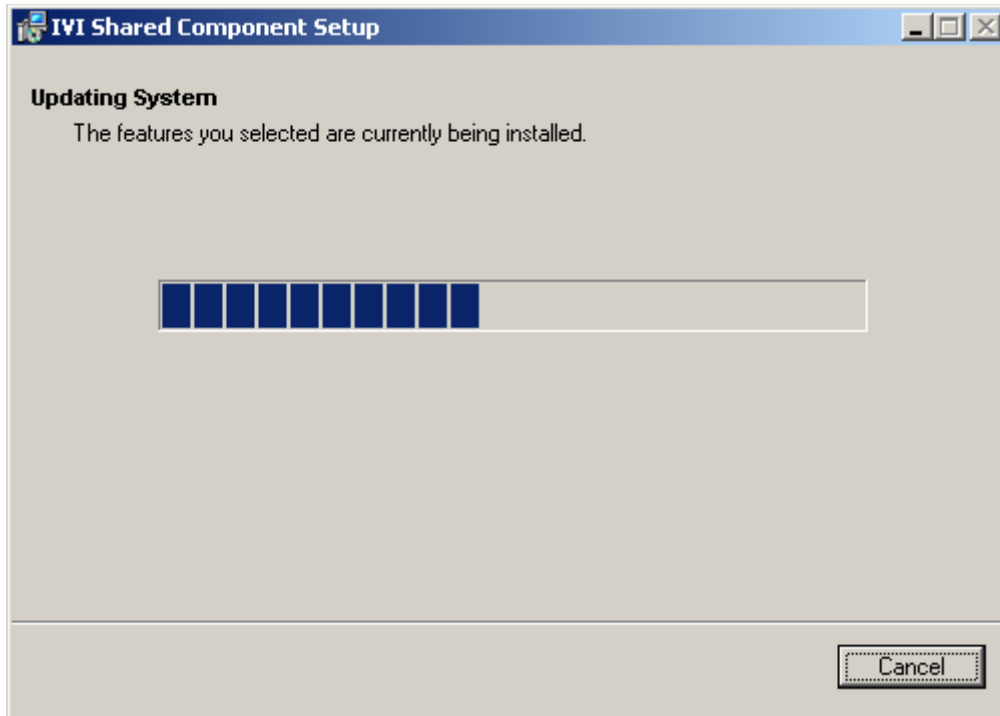 IVI Shared Component Setup
Updating System
The features you selected are currently being installed.
Cancel